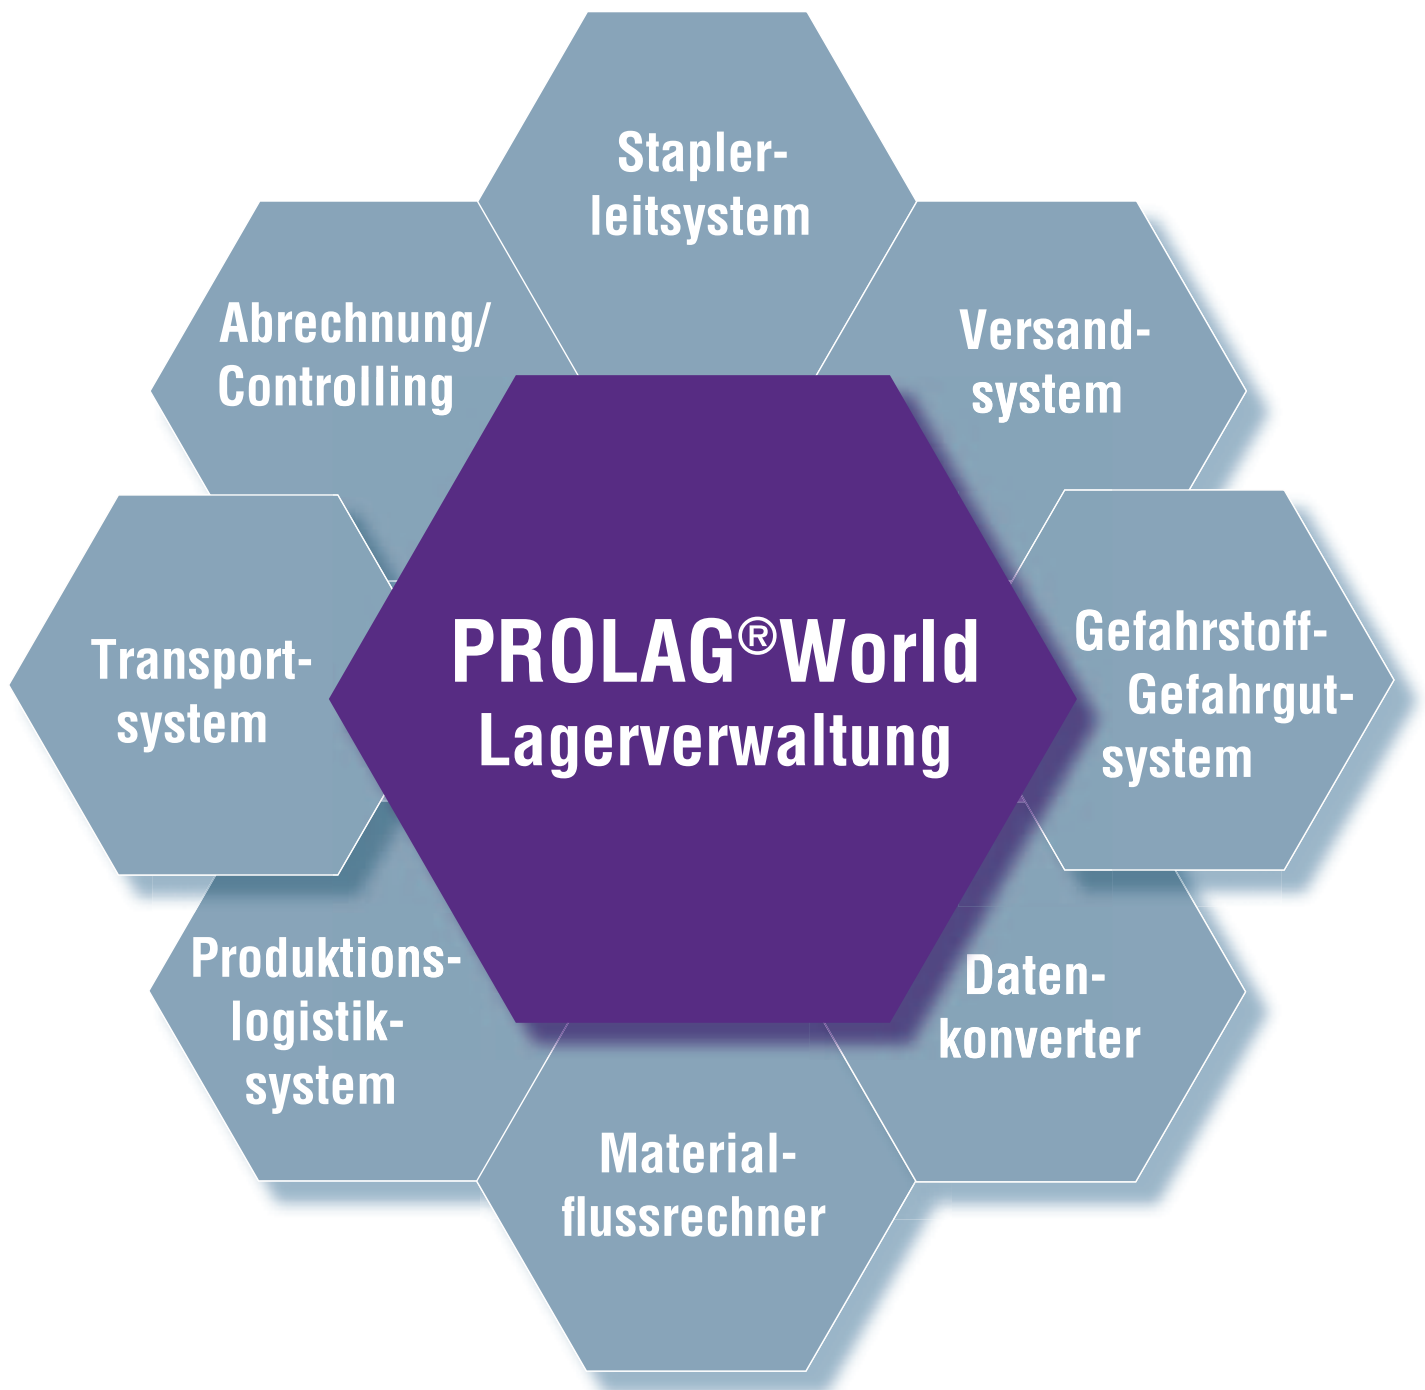 Stapler-
leitsystem
Abrechnung/
Controlling
Versand-
system
PROLAG®World
Lagerverwaltung
Transport-
system
Gefahrstoff-
Gefahrgut-
system
Produktions-
logistik-
system
Daten-
konverter
Material-
flussrechner